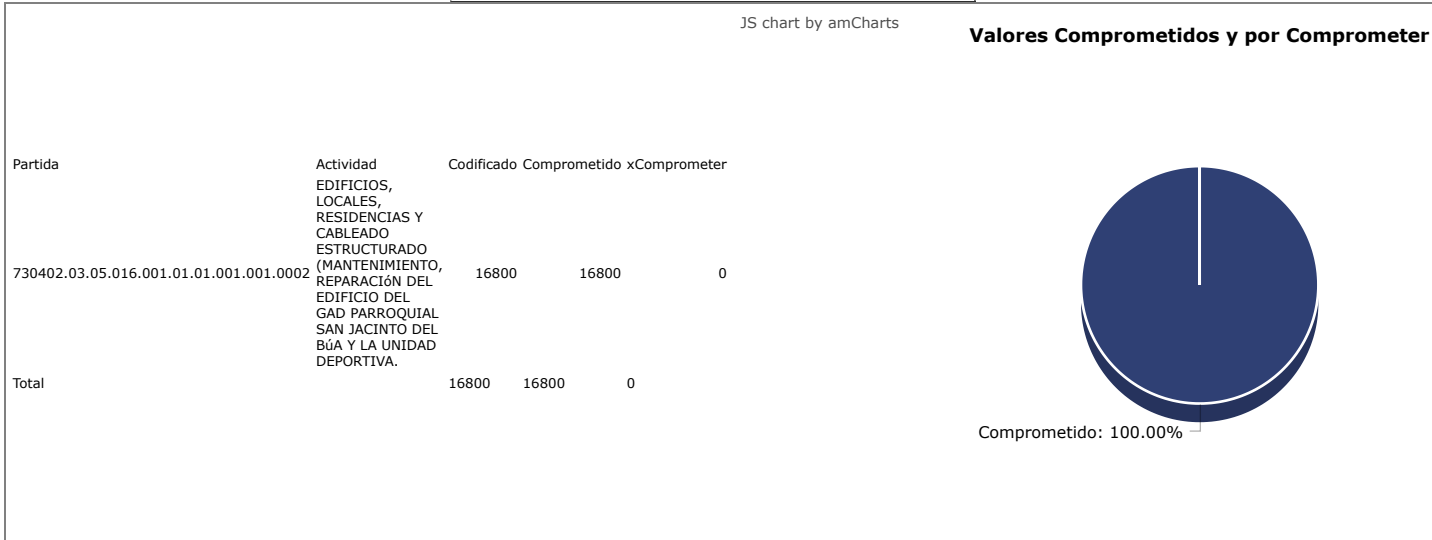 JS chart by amCharts
Valores Comprometidos y por Comprometer
Partida Actividad Codificado Comprometido xComprometer
730402.03.05.016.001.01.01.001.001.0002
EDIFICIOS,
LOCALES,
RESIDENCIAS Y
CABLEADO
ESTRUCTURADO
(MANTENIMIENTO,
REPARACIóN DEL
EDIFICIO DEL
GAD PARROQUIAL
SAN JACINTO DEL
BúA Y LA UNIDAD
DEPORTIVA.
16800 16800 0
Total 16800 16800 0
Comprometido: 100.00%